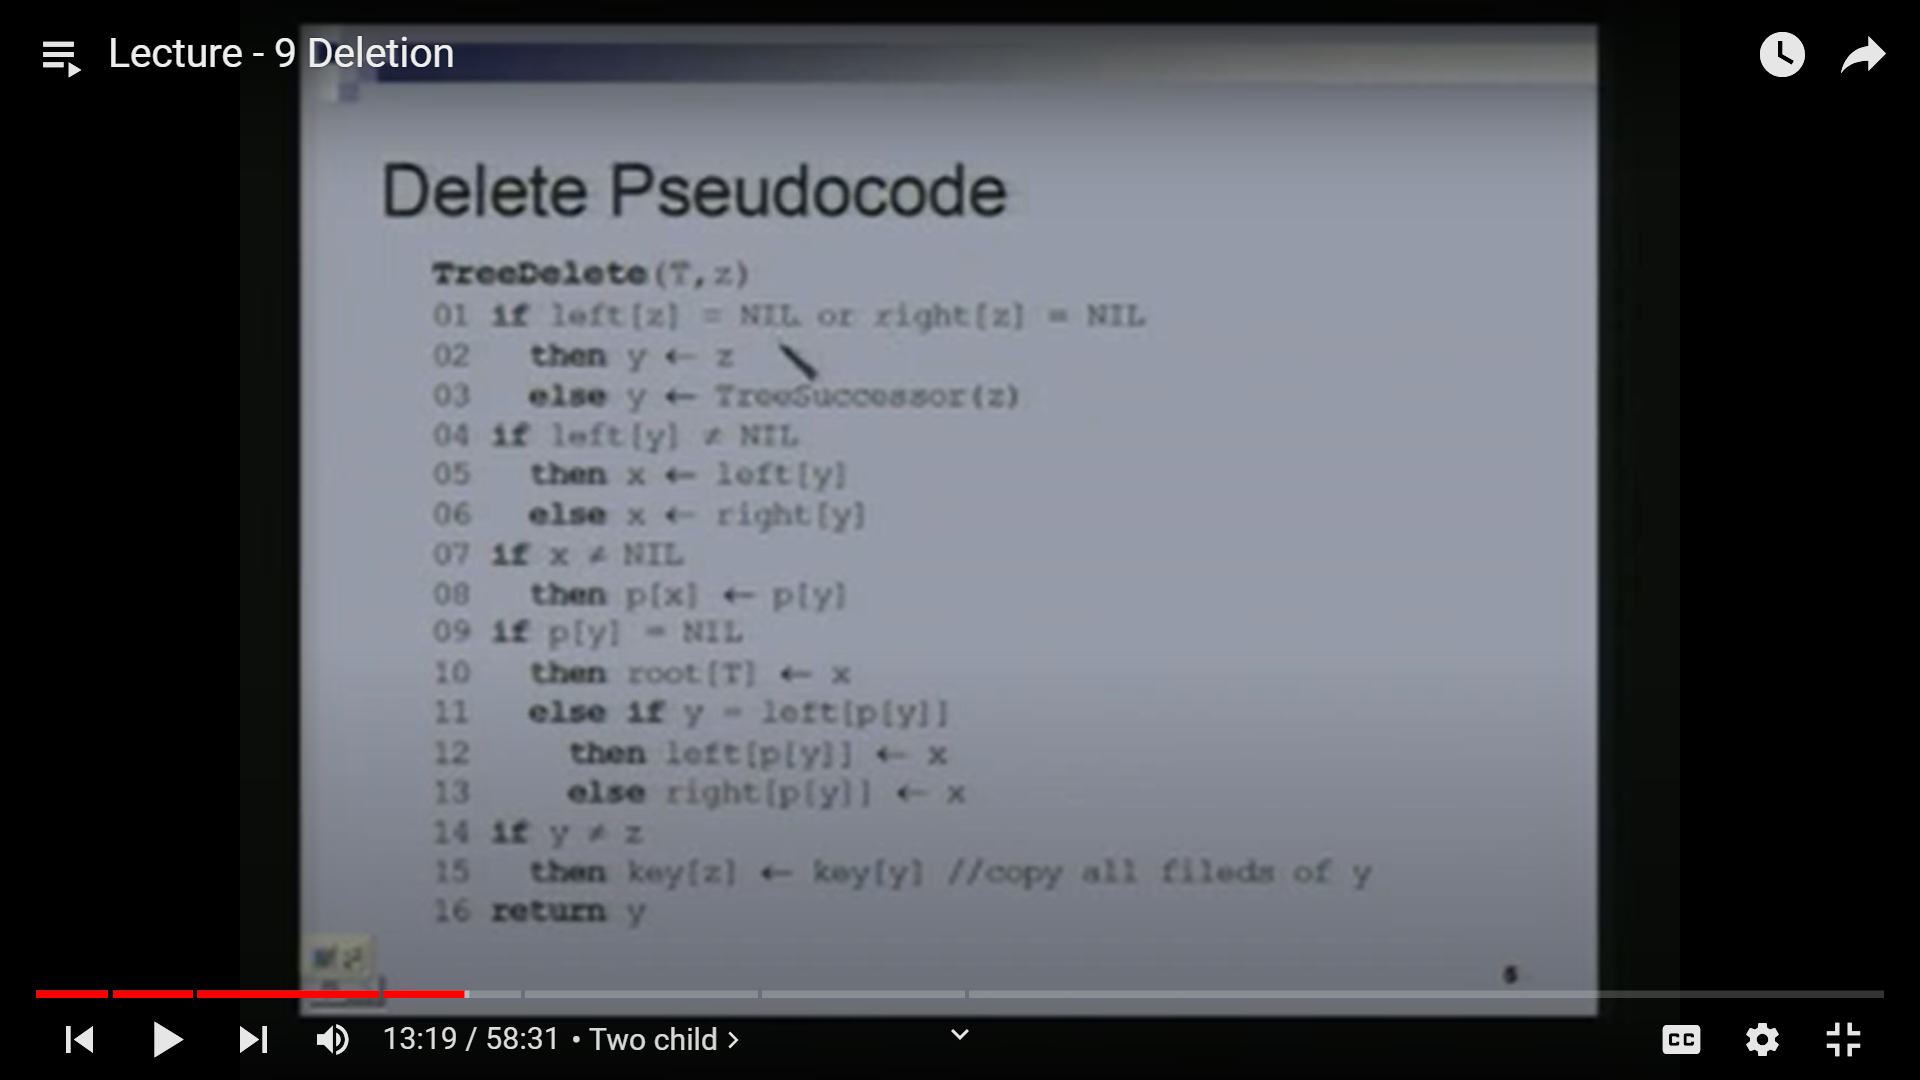 Lecture - 9 Deletion
Delete Pseudocode
TreeDelete(T,z)
01 if left[z] = NIL or right[z] = NIL
02 then y ← z
03 else y ← TreeSuccessor(z)
04 if left[y] ≠ NIL
05 then x ← left[y]
06 else x ← right[y]
07 if x ≠ NIL
08 then p[x] ← p[y]
09 if p[y] = NIL
10 then root[T] ← x
11 else if y = left[p[y]]
12 then left[p[y]] ← x
13 else right[p[y]] ← x
14 if y ≠ z
15 then key[z] ← key[y] //copy all fileds of y
16 return y
13:19 / 58:31 • Two child ›
CC